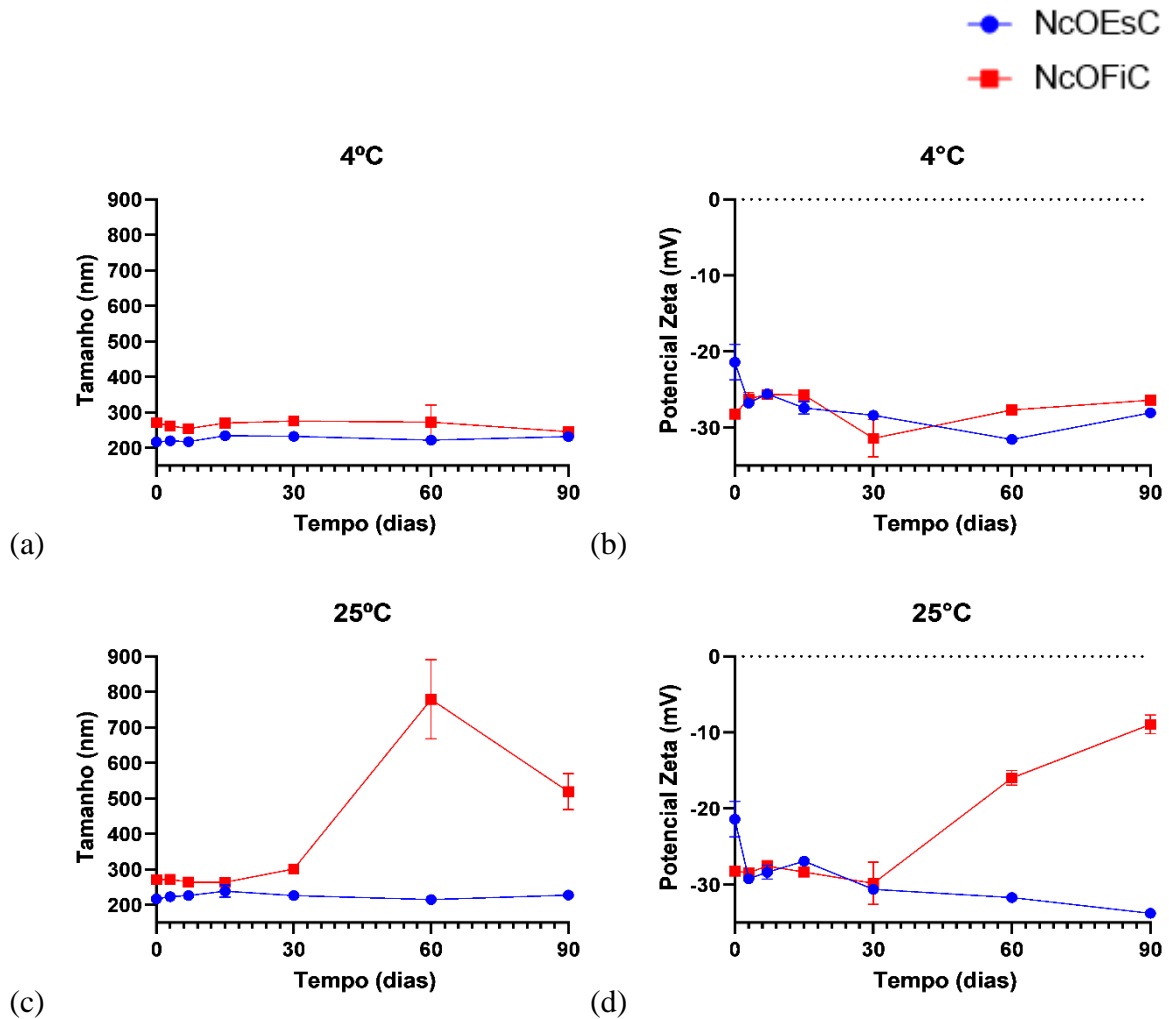 NcOEsC
NcOFiC
4ºC
900
800
700
600
500
400
300
200
Tamanho (nm)
0 30 60 90
Tempo (dias)
(a)
4°C
0
-10
-20
-30
Potencial Zeta (mV)
0 30 60 90
Tempo (dias)
(b)
25ºC
900
800
700
600
500
400
300
200
Tamanho (nm)
0 30 60 90
Tempo (dias)
(c)
25°C
0
-10
-20
-30
Potencial Zeta (mV)
0 30 60 90
Tempo (dias)
(d)